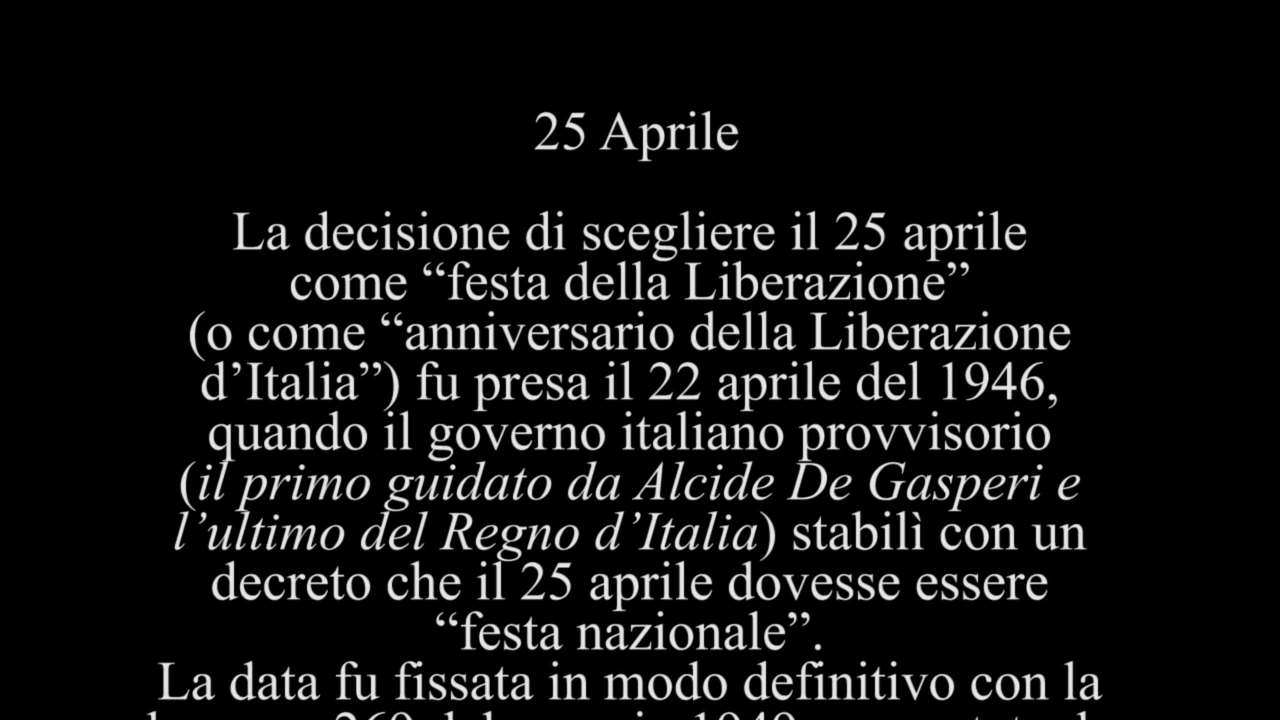 25 Aprile
La decisione di scegliere il 25 aprile
come “festa della Liberazione”
(o come “anniversario della Liberazione
d’Italia”) fu presa il 22 aprile del 1946,
quando il governo italiano provvisorio
(il primo guidato da Alcide De Gasperi e
l’ultimo del Regno d’Italia) stabilì con un
decreto che il 25 aprile dovesse essere
“festa nazionale”.
La data fu fissata in modo definitivo con la